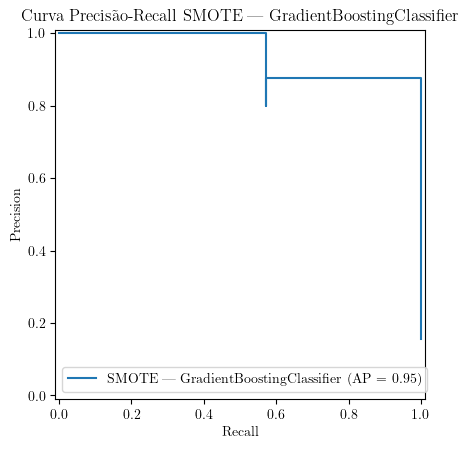 Curva Precisão-Recall SMOTE — GradientBoostingClassifier
1.0
0.8
0.6
0.4
0.2
0.0
Precision
SMOTE — GradientBoostingClassifier (AP = 0.95)
0.0 0.2 0.4 0.6 0.8 1.0
Recall